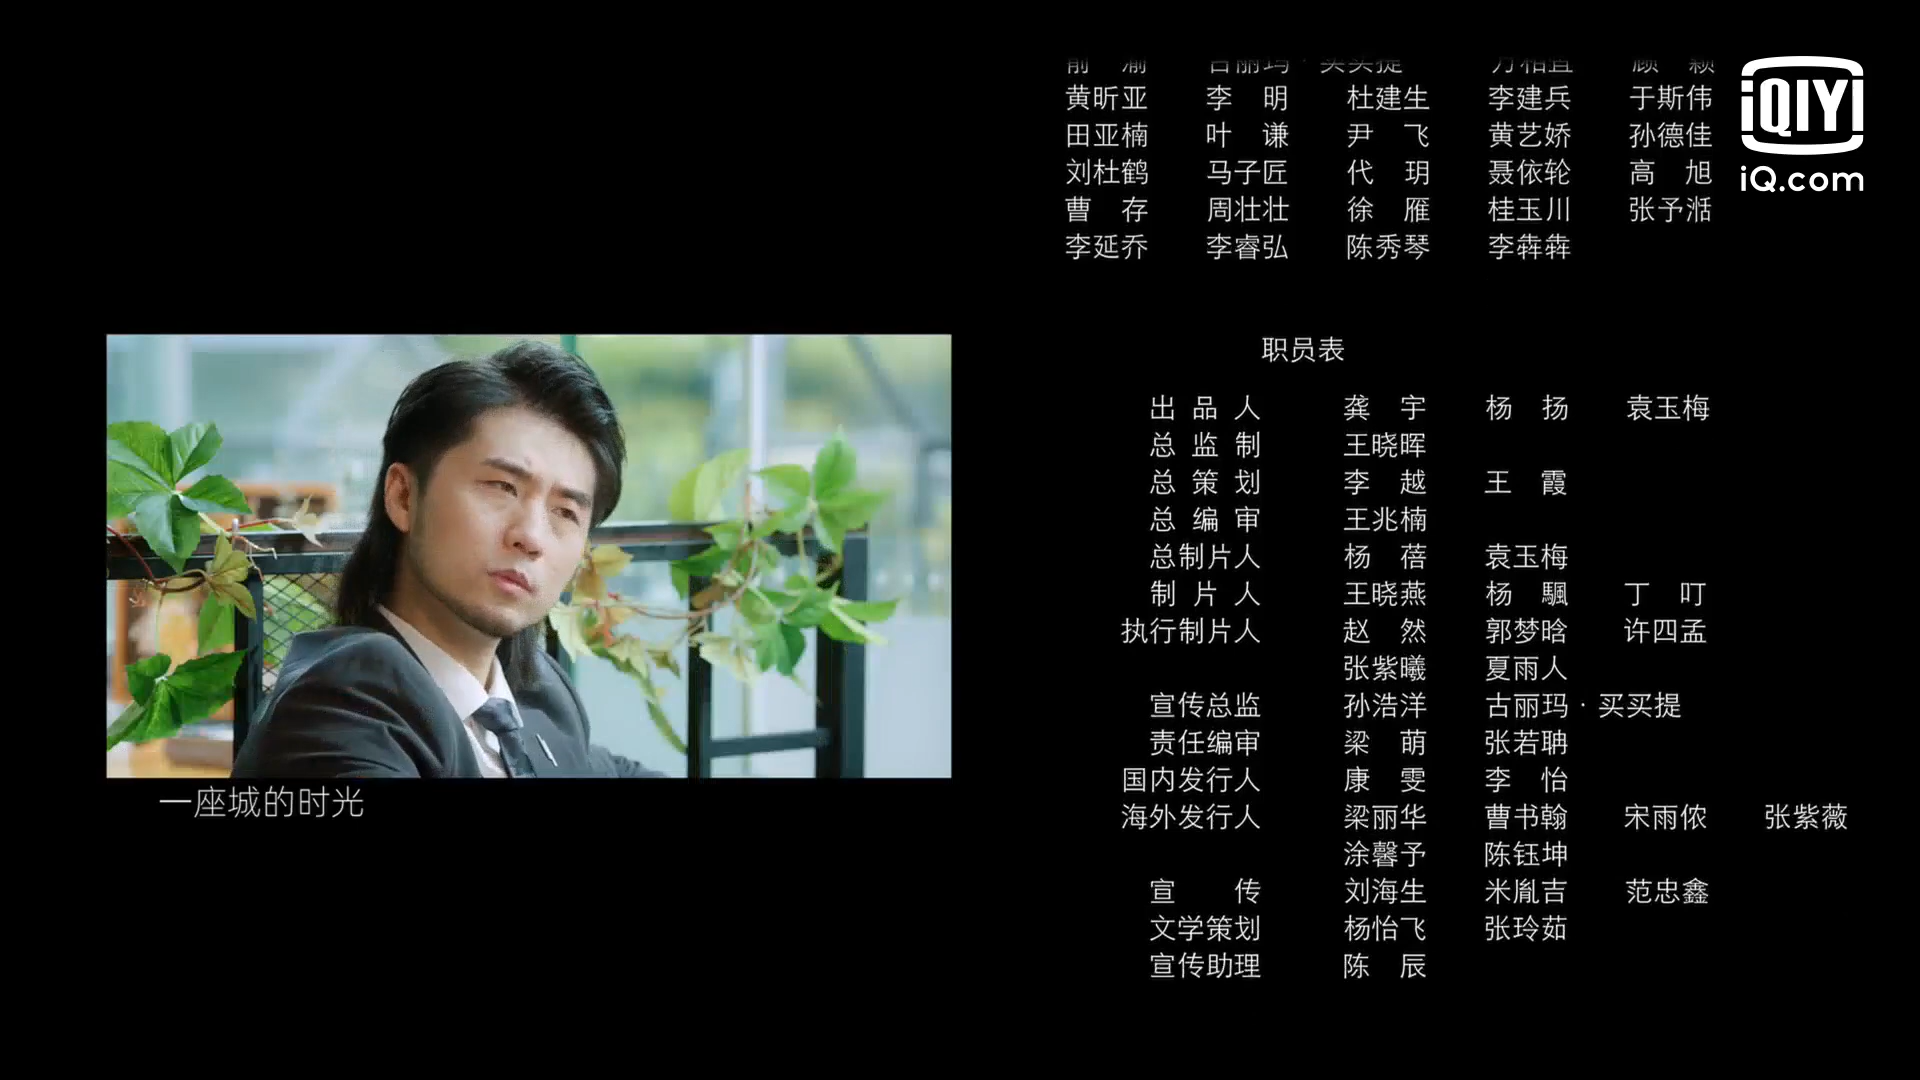 黄昕亚 李明 杜建生 李建兵 于斯伟
田亚楠 叶谦 尹飞 黄艺娇 孙德佳
刘杜鹤 马子匠 代玥 聂依轮 高旭
曹存 周壮壮 徐雁 桂玉川 张予湉
李延乔 李睿弘 陈秀琴 李犇犇
iQIYI
iQ.com
职员表
出品人 龚宇 杨扬 袁玉梅
总监制 王晓晖
总策划 李越 王霞
总编审 王兆楠
总制片人 杨蓓 袁玉梅
制片人 王晓燕 杨颿 丁叮
执行制片人 赵然 郭梦晗 许四孟
张紫曦 夏雨人
宣传总监 孙浩洋 古丽玛·买买提
责任编审 梁萌 张若聃
国内发行人 康雯 李怡
海外发行人 梁丽华 曹书翰 宋雨侬 张紫薇
涂馨予 陈钰坤
宣传 刘海生 米胤吉 范忠鑫
文学策划 杨怡飞 张玲茹
宣传助理 陈辰
一座城的时光